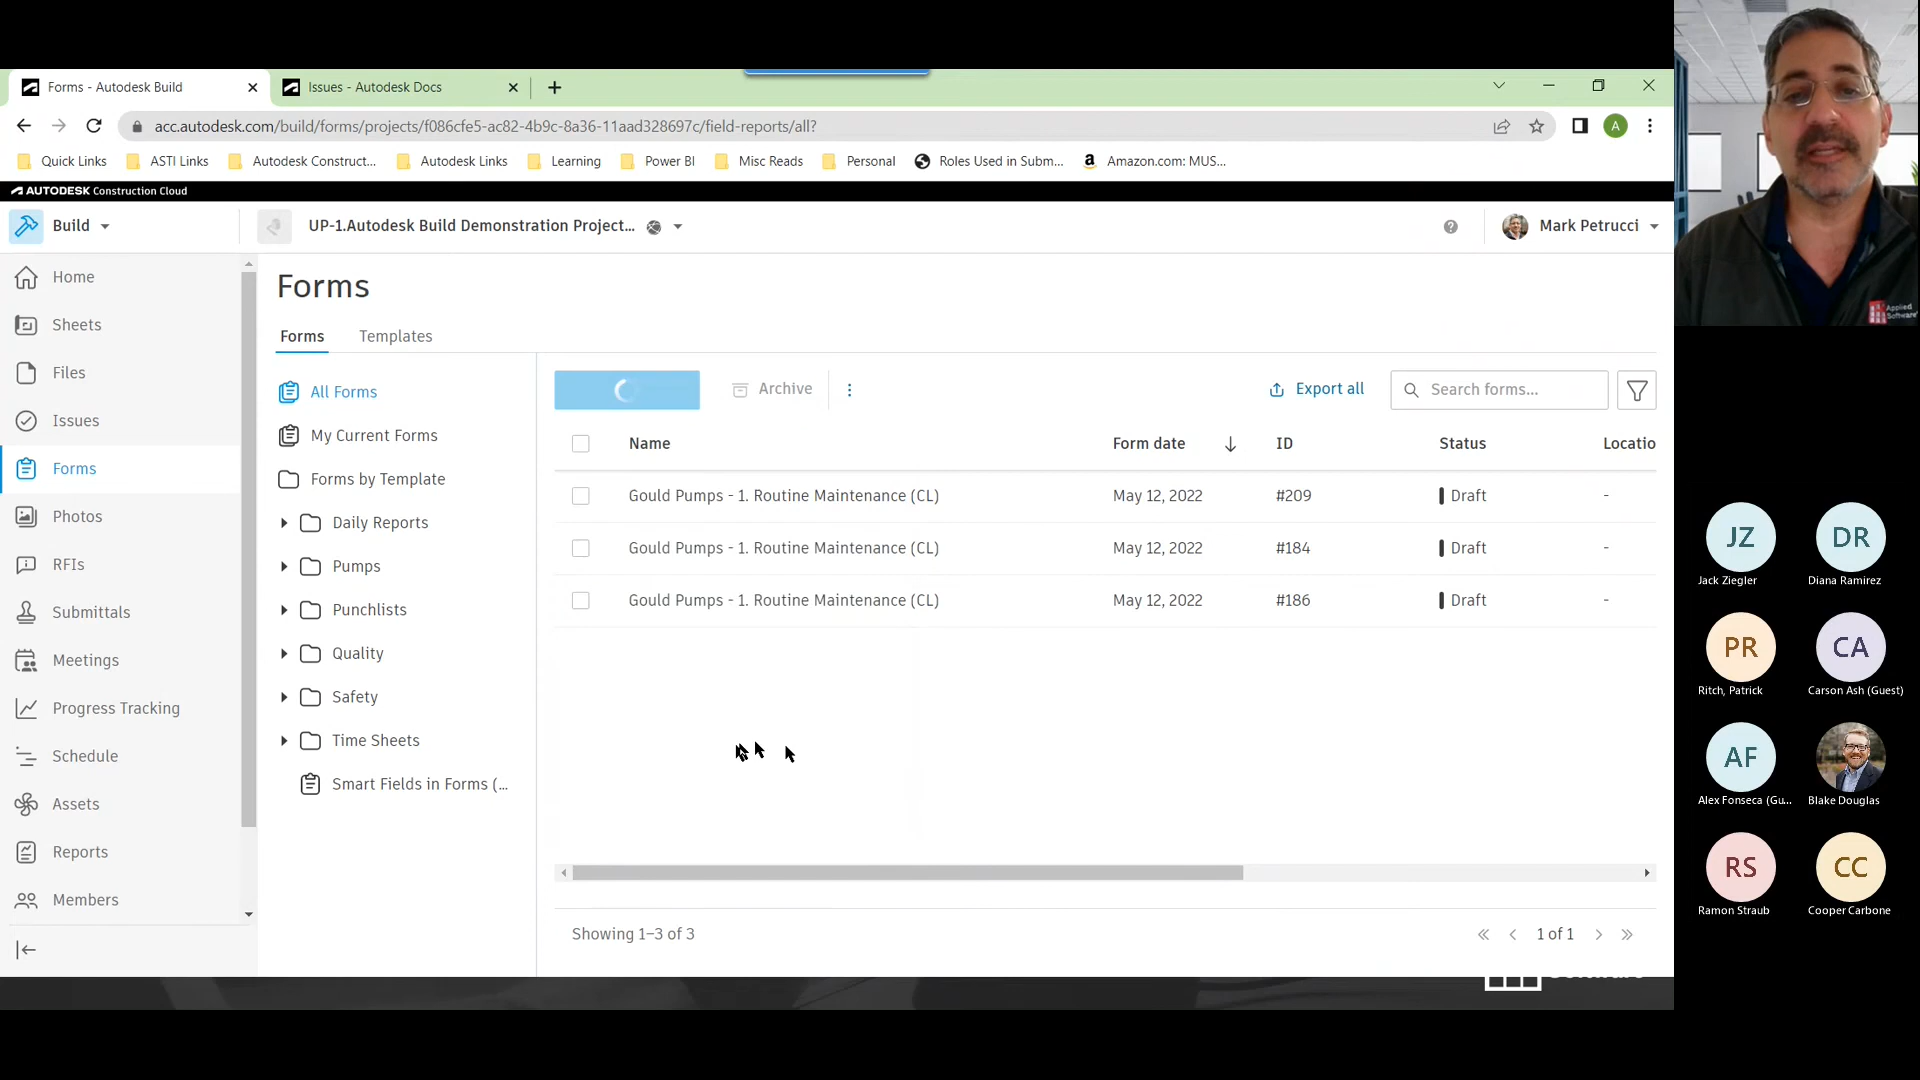 Forms - Autodesk Build
Issues - Autodesk Docs
acc.autodesk.com/build/forms/projects/f086cfe5-ac82-4b9c-8a36-11aad328697c/field-reports/all?
A
Quick Links
ASTI Links
Autodesk Construct...
Autodesk Links
Learning
Power BI
Misc Reads
Personal
Roles Used in Subm...
a
Amazon.com: MUS...
AUTODESK Construction Cloud
Build
UP-1.Autodesk Build Demonstration Project...
Mark Petrucci
Home
Sheets
Files
Issues
Forms
Photos
RFIs
Submittals
Meetings
Progress Tracking
Schedule
Assets
Reports
Members
Forms
Forms Templates
All Forms
My Current Forms
Forms by Template
Daily Reports
Pumps
Punchlists
Quality
Safety
Time Sheets
Smart Fields in Forms (...
Archive
Export all
Search forms...
Name Form date ID Status Locatio
Gould Pumps - 1. Routine Maintenance (CL) May 12, 2022 #209 Draft -
Gould Pumps - 1. Routine Maintenance (CL) May 12, 2022 #184 Draft -
Gould Pumps - 1. Routine Maintenance (CL) May 12, 2022 #186 Draft -
Showing 1–3 of 3
1 of 1
Applied
Software
JZ
Jack Ziegler
DR
Diana Ramirez
PR
Ritch, Patrick
CA
Carson Ash (Guest)
AF
Alex Fonseca (Gu...
Blake Douglas
RS
Ramon Straub
CC
Cooper Carbone